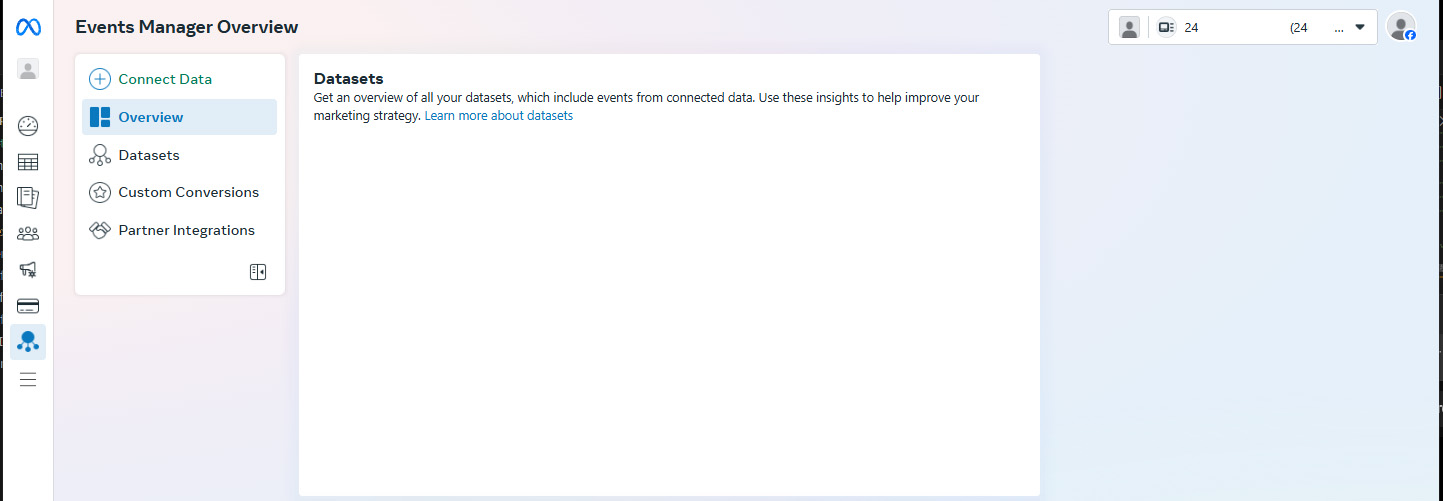 Events Manager Overview
24 (24 ...
Connect Data
Overview
Datasets
Custom Conversions
Partner Integrations
Datasets
Get an overview of all your datasets, which include events from connected data. Use these insights to help improve your
marketing strategy. Learn more about datasets